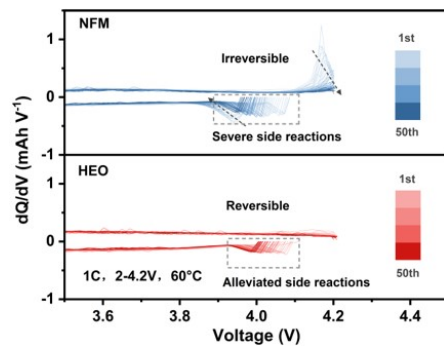 NFM
Irreversible
1st
50th
Severe side reactions
1
0
-1
HEO
Reversible
1st
50th
1C，2-4.2V，60°C
Alleviated side reactions
1
0
-1
3.6 3.8 4.0 4.2 4.4
Voltage (V)
dQ/dV (mAh V⁻¹)